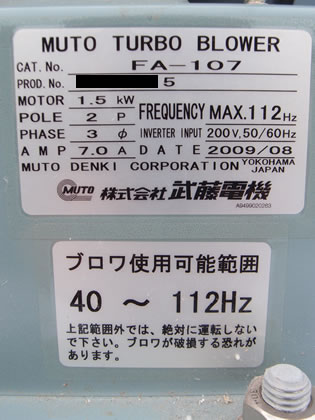 MUTO TURBO BLOWER
CAT. No. FA-107
PROD. No. 5
MOTOR 1.5 kW FREQUENCY MAX.112Hz
POLE 2 P
PHASE 3 φ INVERTER INPUT 200V,50/60Hz
AMP 7.0 A DATE 2009/08
MUTO DENKI CORPORATION YOKOHAMA JAPAN
MUTO 株式会社 武藤電機
A9499020263
ブロワ使用可能範囲
40 ～ 112Hz
上記範囲外では、絶対に運転しない
で下さい。ブロワが破損する恐れが
あります。